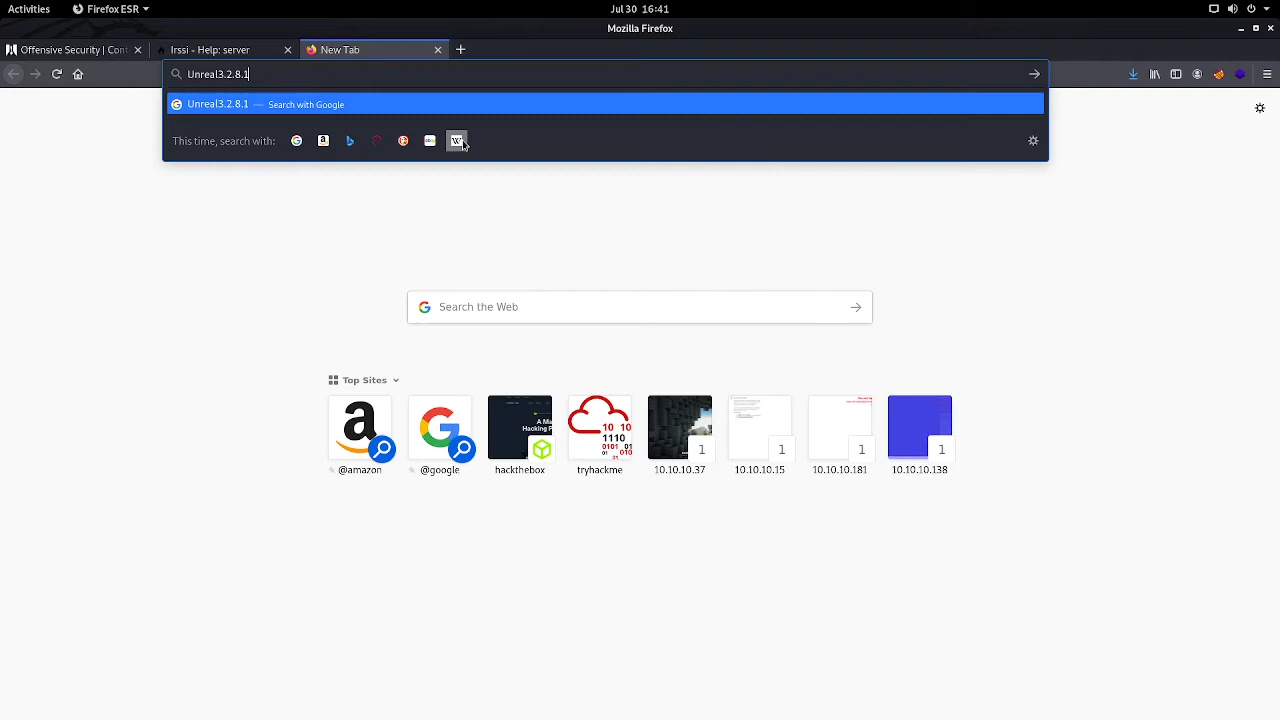 Activities
Firefox ESR
Jul 30 16:41
Mozilla Firefox
Offensive Security | Cont
Irssi - Help: server
New Tab
Unreal3.2.8.1
Unreal3.2.8.1 — Search with Google
This time, search with:
Search the Web
Top Sites
@amazon
@google
hackthebox
tryhackme
10.10.10.37
10.10.10.15
10.10.10.181
10.10.10.138